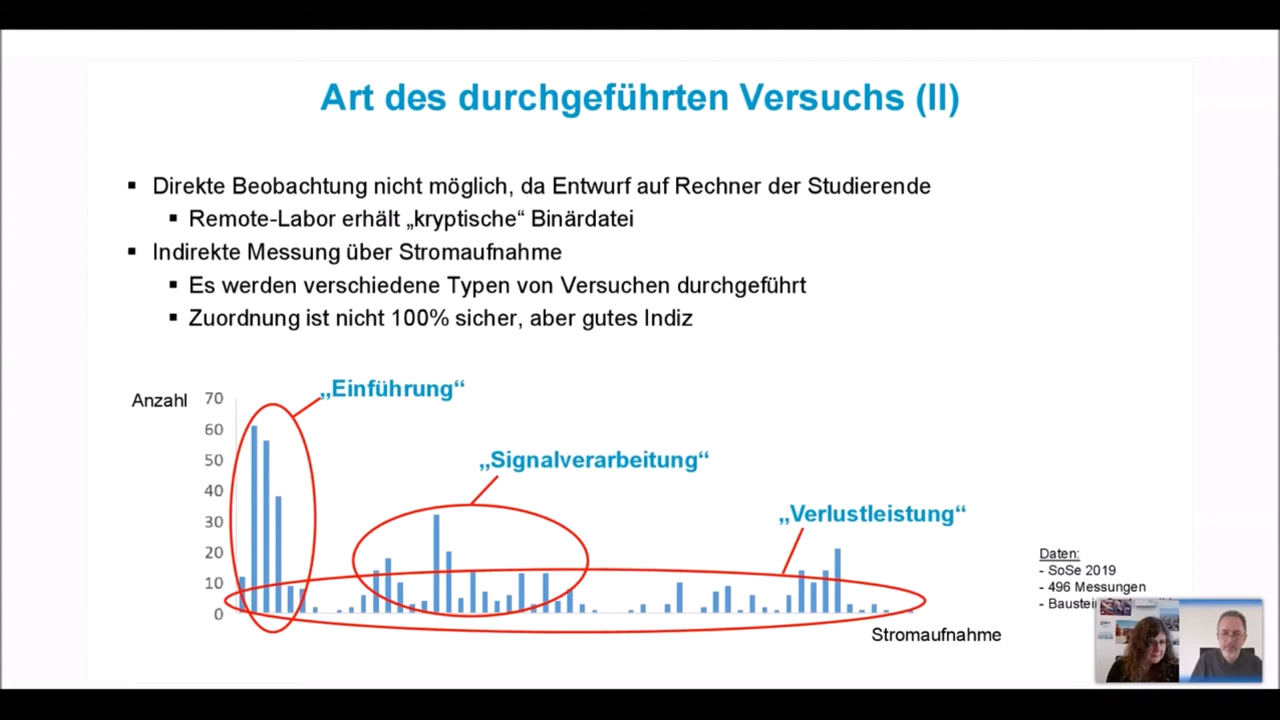 Art des durchgeführten Versuchs (II)
▪ Direkte Beobachtung nicht möglich, da Entwurf auf Rechner der Studierende
▪ Remote-Labor erhält „kryptische“ Binärdatei
▪ Indirekte Messung über Stromaufnahme
▪ Es werden verschiedene Typen von Versuchen durchgeführt
▪ Zuordnung ist nicht 100% sicher, aber gutes Indiz
Anzahl
70
60
50
40
30
20
10
0
„Einführung“
„Signalverarbeitung“
„Verlustleistung“
Stromaufnahme
Daten:
- SoSe 2019
- 496 Messungen